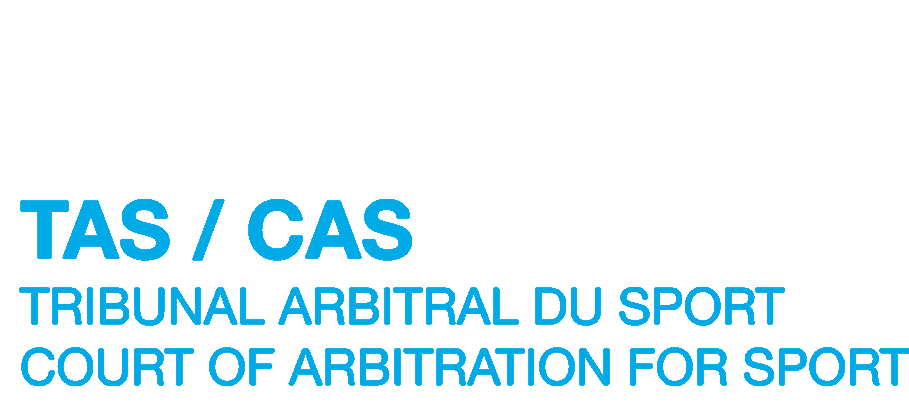 TAS / CAS
TRIBUNAL ARBITRAL DU SPORT
COURT OF ARBITRATION FOR SPORT